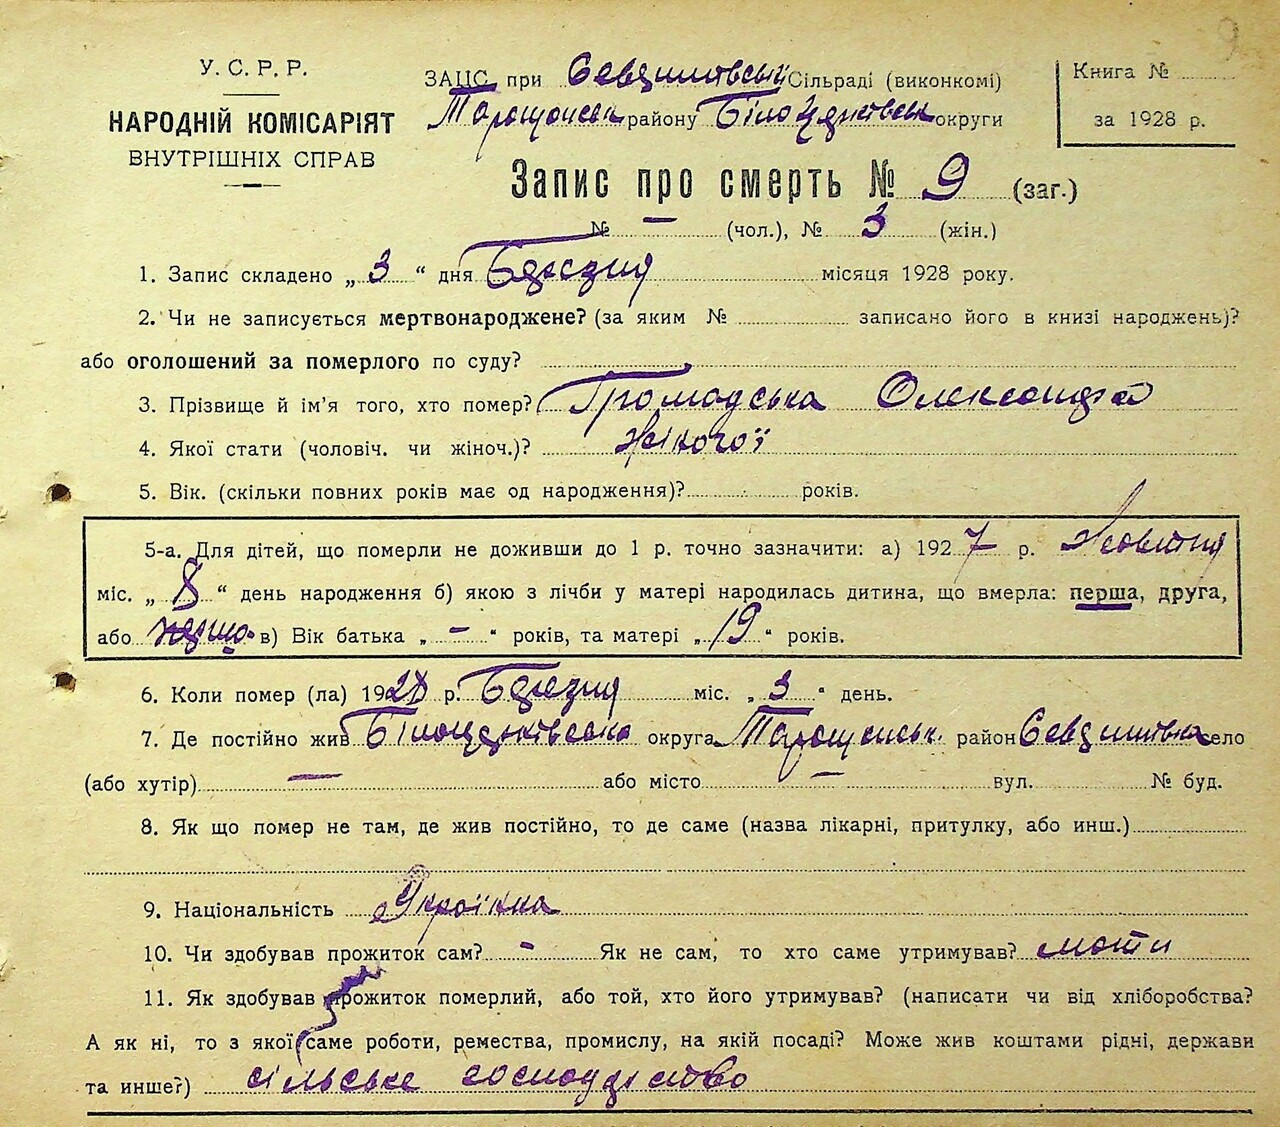 9
У. С. Р. Р.
НАРОДНІЙ КОМІСАРІЯТ
ВНУТРІШНІХ СПРАВ
ЗАГС при Севдилівській Сільраді (виконкомі)
Таращанськ району Білоцерківськ округи
Книга №
за 1928 р.
Запис про смерть № 9 (заг.)
№ — (чол.), № 3 (жін.)
1. Запис складено „ 3 “ дня Березня місяця 1928 року.
2. Чи не записується мертвонароджене? (за яким № записано його в книзі народжень)?
або оголошений за померлого по суду?
3. Прізвище й ім'я того, хто помер? Громадська Олександра
4. Якої стати (чоловіч. чи жіноч.)? жіночої
5. Вік. (скільки повних років має од народження)? років.
5-а. Для дітей, що померли не доживши до 1 р. точно зазначити: а) 1927 р. Жовтня
міс. „ 8 “ день народження б) якою з лічби у матері народилась дитина, що вмерла: перша, друга,
або в) Вік батька „ - “ років, та матері „ 19 “ років.
6. Коли помер (ла) 1928 р. Березня міс. „ 3 “ день.
7. Де постійно жив Білоцерківська округа Таращанськ. район село
(або хутір) — або місто — вул. № буд.
8. Як що помер не там, де жив постійно, то де саме (назва лікарні, притулку, або инш.)
9. Національність Українка
10. Чи здобував прожиток сам? - Як не сам, то хто саме утримував? мати
11. Як здобував прожиток померлий, або той, хто його утримував? (написати чи від хліборобства?
А як ні, то з якої саме роботи, ремества, промислу, на якій посаді? Може жив коштами рідні, держави
та инше?) сільське господарство